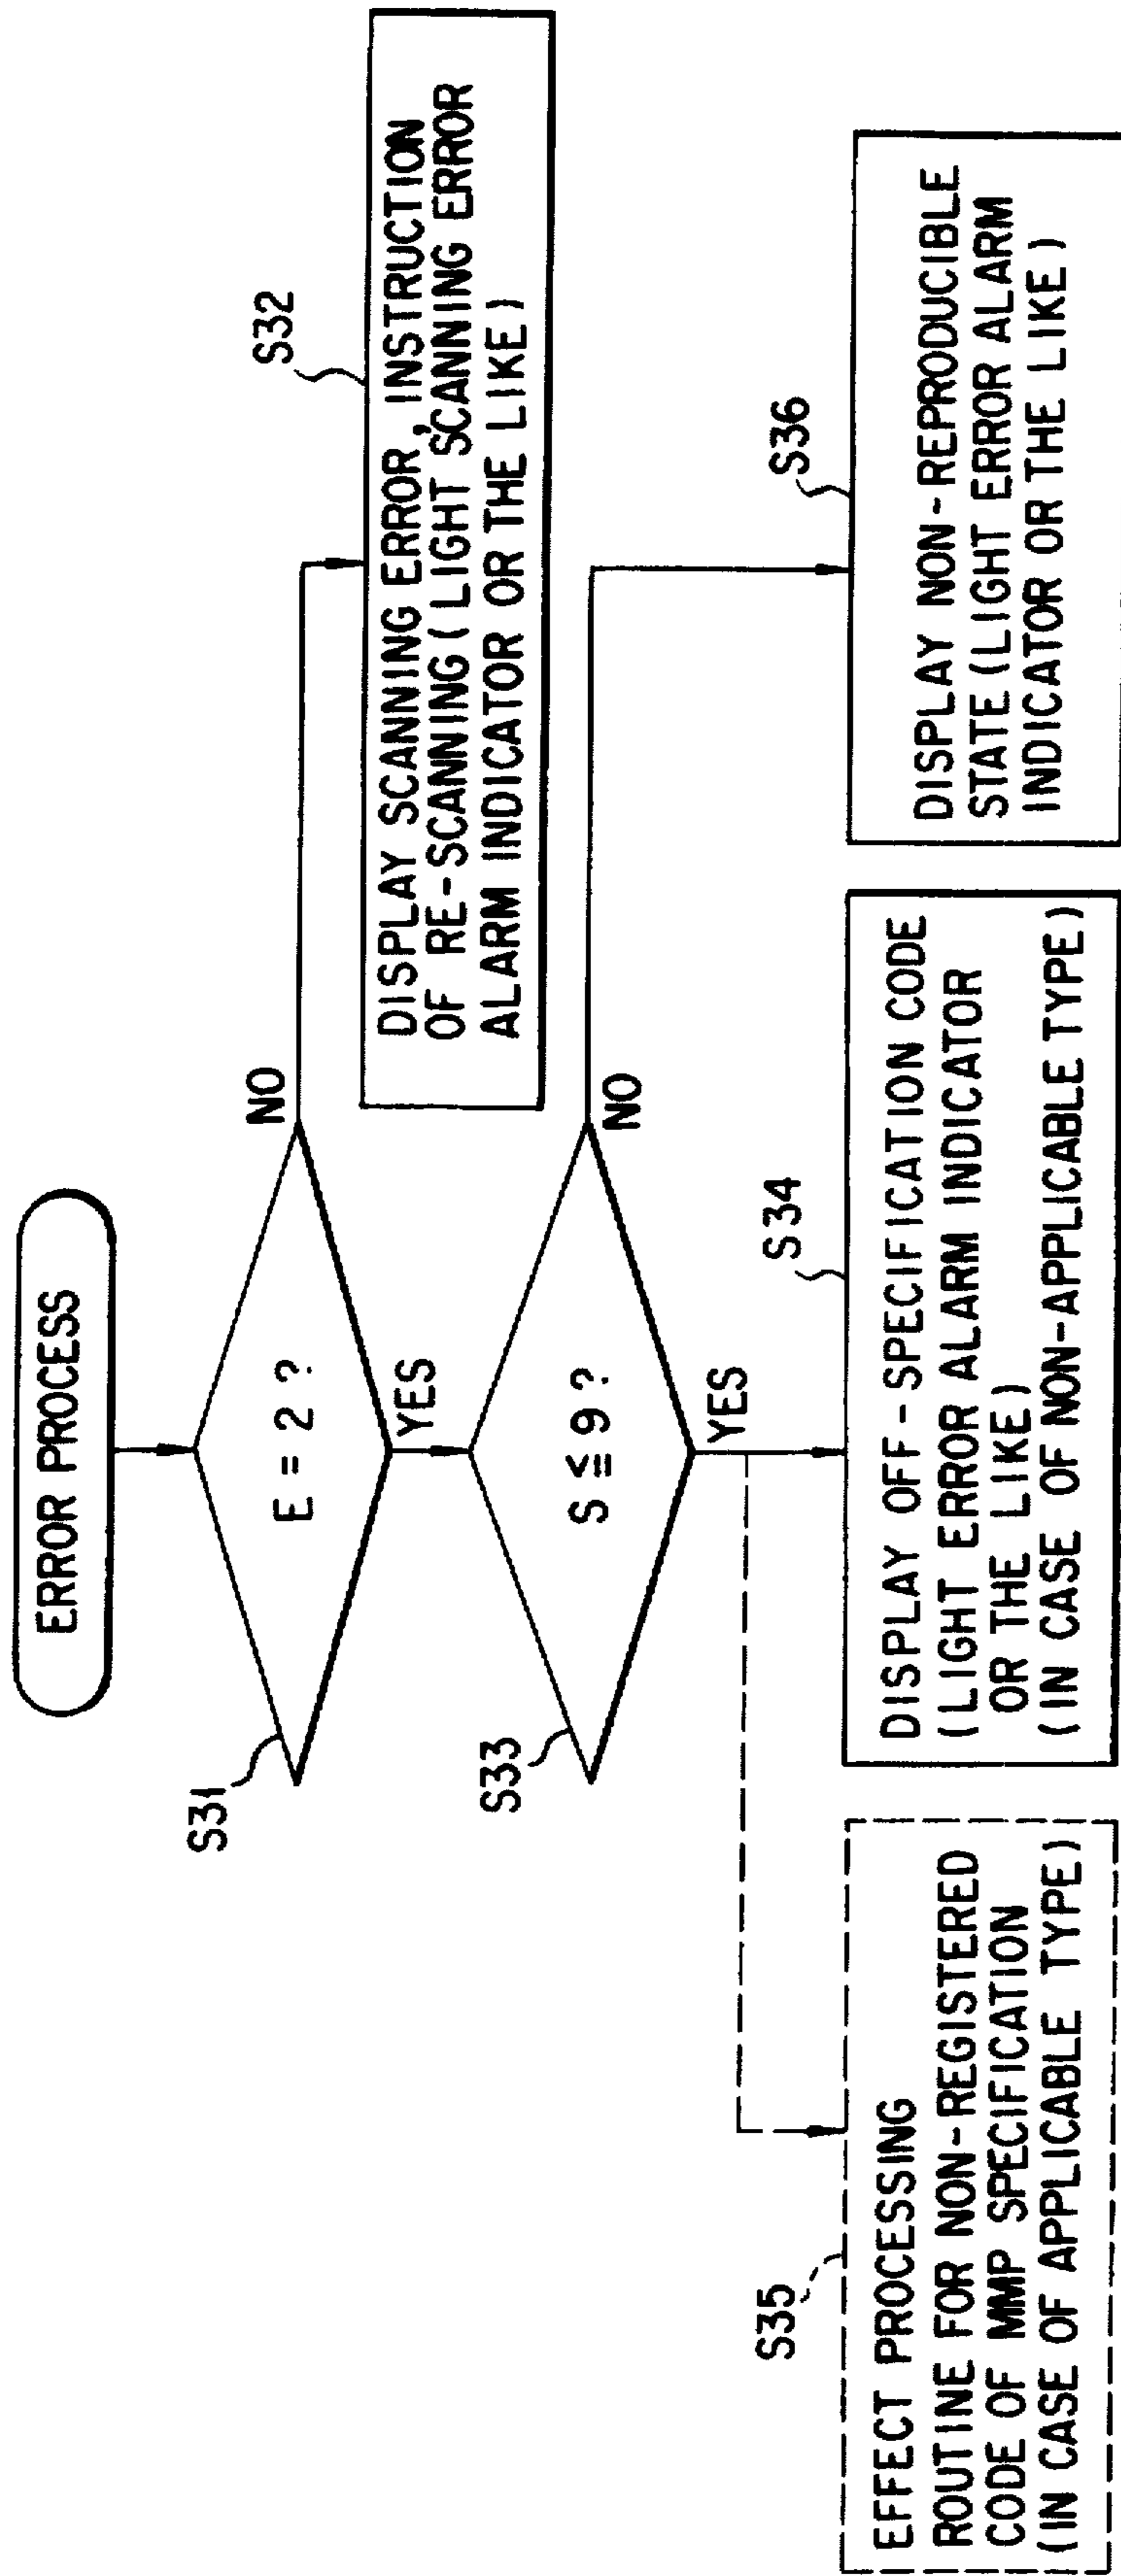 ERROR PROCESS
S31
E = 2 ?
NO
YES
S32
DISPLAY SCANNING ERROR, INSTRUCTION
OF RE-SCANNING (LIGHT SCANNING ERROR
ALARM INDICATOR OR THE LIKE)
S33
S ≦ 9 ?
NO
YES
S35
EFFECT PROCESSING
ROUTINE FOR NON-REGISTERED
CODE OF MMP SPECIFICATION
(IN CASE OF APPLICABLE TYPE)
S34
DISPLAY OFF-SPECIFICATION CODE
(LIGHT ERROR ALARM INDICATOR
OR THE LIKE)
(IN CASE OF NON-APPLICABLE TYPE)
S36
DISPLAY NON-REPRODUCIBLE
STATE (LIGHT ERROR ALARM
INDICATOR OR THE LIKE)